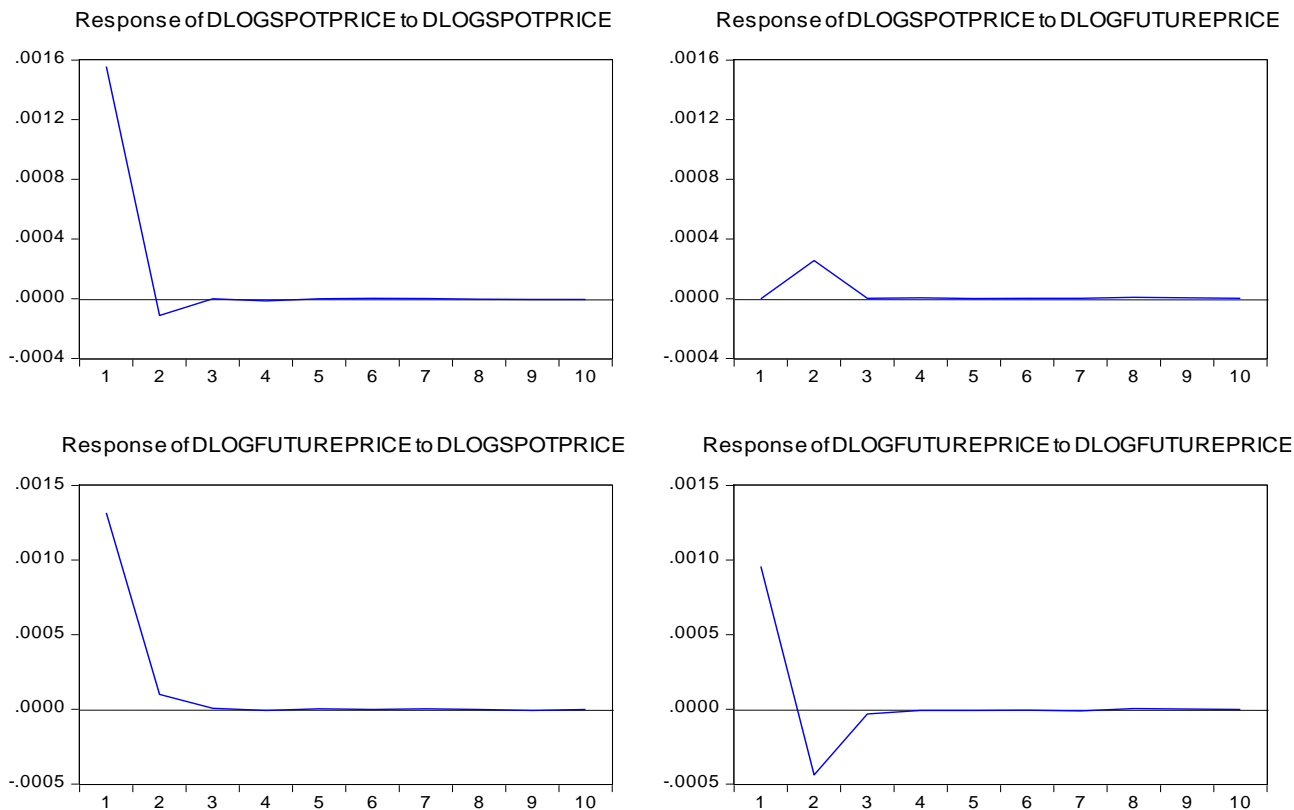 Response of DLOGSPOTPRICE to DLOGSPOTPRICE
.0016
.0012
.0008
.0004
.0000
-.0004
1 2 3 4 5 6 7 8 9 10
Response of DLOGSPOTPRICE to DLOGFUTUREPRICE
.0016
.0012
.0008
.0004
.0000
-.0004
1 2 3 4 5 6 7 8 9 10
Response of DLOGFUTUREPRICE to DLOGSPOTPRICE
.0015
.0010
.0005
.0000
-.0005
1 2 3 4 5 6 7 8 9 10
Response of DLOGFUTUREPRICE to DLOGFUTUREPRICE
.0015
.0010
.0005
.0000
-.0005
1 2 3 4 5 6 7 8 9 10